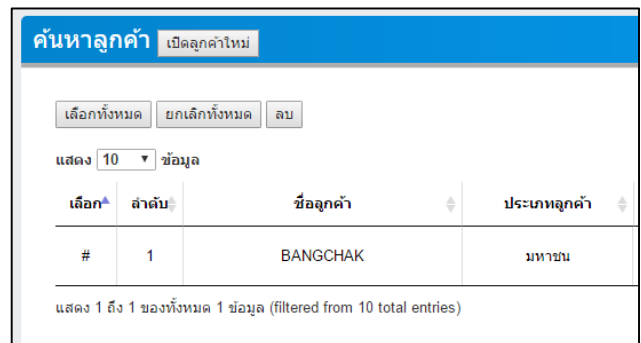 ค้นหาลูกค้า เปิดลูกค้าใหม่
เลือกทั้งหมด ยกเลิกทั้งหมด ลบ
แสดง 10 ข้อมูล
เลือก ลำดับ ชื่อลูกค้า ประเภทลูกค้า
# 1 BANGCHAK มหาชน
แสดง 1 ถึง 1 ของทั้งหมด 1 ข้อมูล (filtered from 10 total entries)